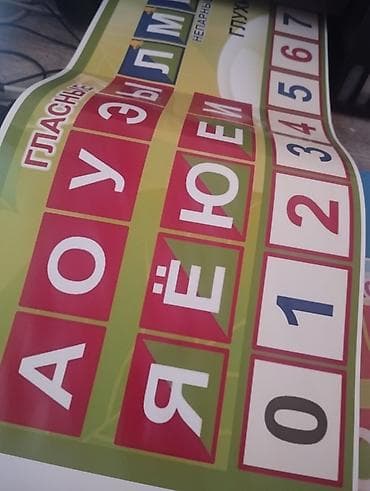 ГЛАСНЫЕ
А О У Э Ы Л М
НЕПАРНЫЕ
ГЛУХ
Я Ё Ю Е И
0 1 2 3 4 5 6 7